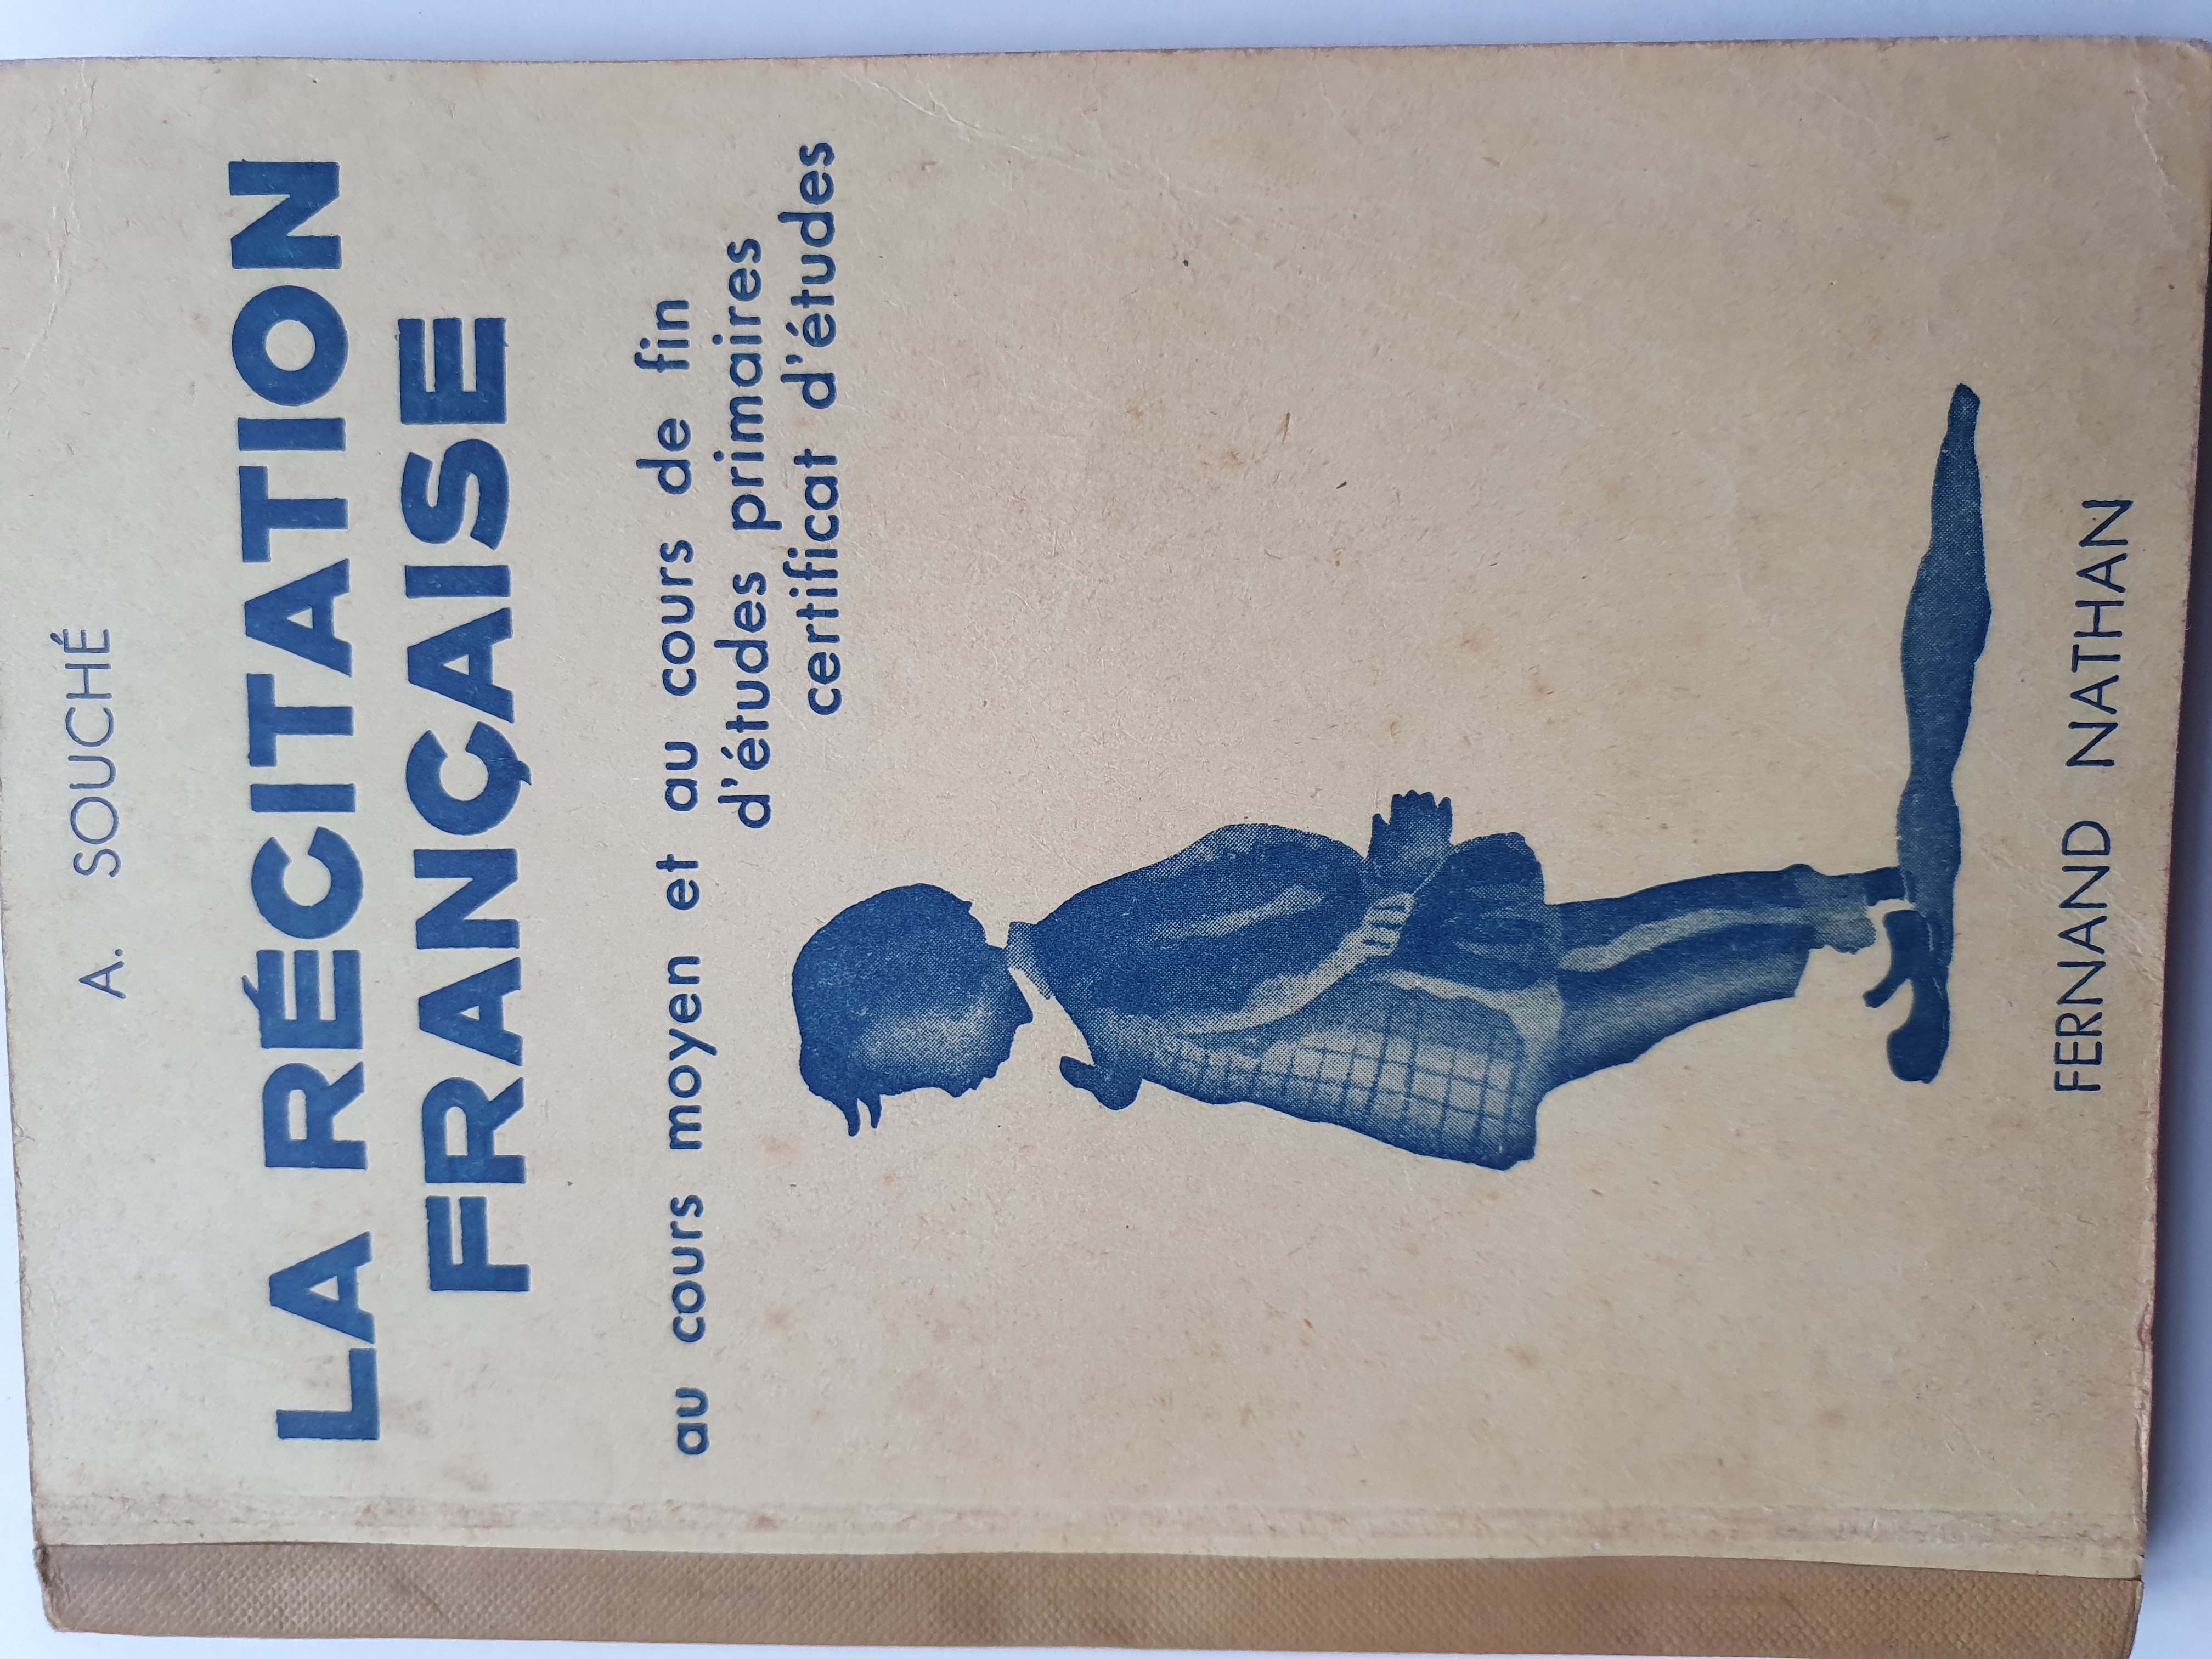 A. SOUCHÉ
LA RÉCITATION
FRANÇAISE
au cours moyen et au cours de fin
d'études primaires
certificat d'études
FERNAND NATHAN